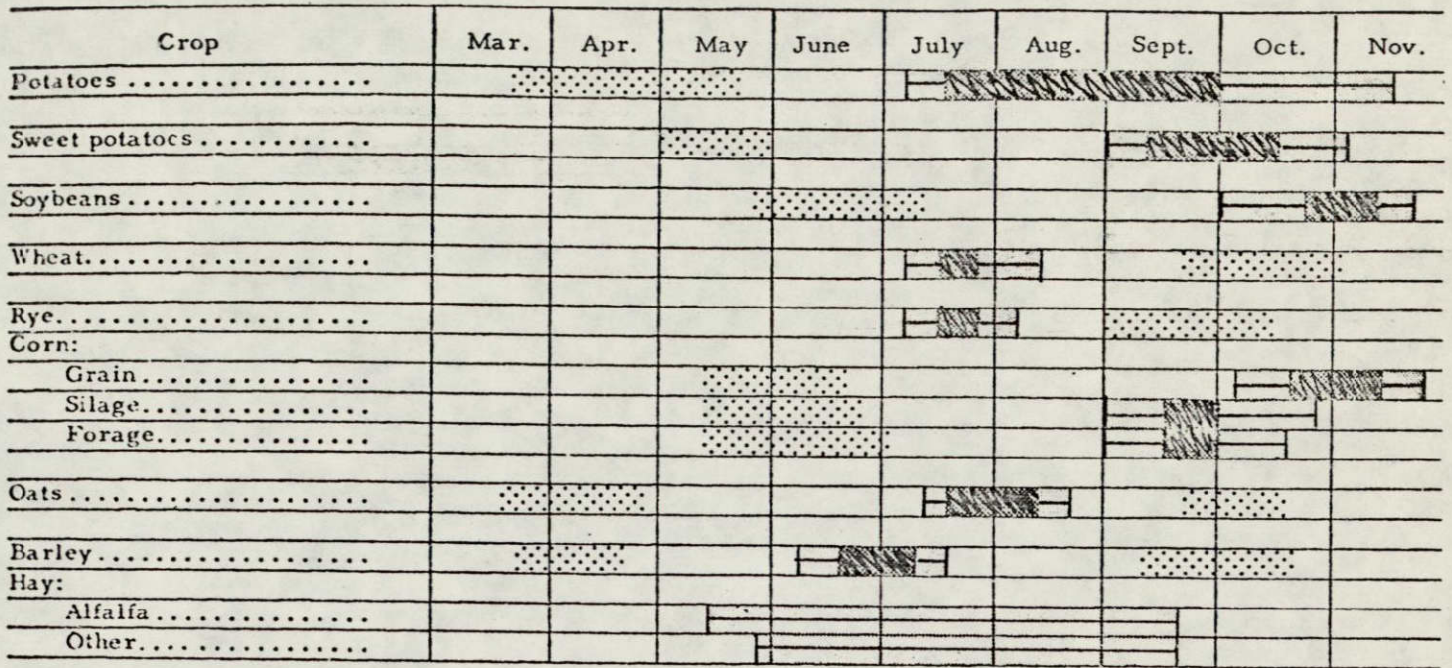 Crop Mar. Apr. May June July Aug. Sept. Oct. Nov.
Potatoes ................
Sweet potatoes ............
Soybeans ................
Wheat....................
Rye......................
Corn:
Grain ...............
Silage...............
Forage..............
Oats .....................
Barley...................
Hay:
Alfalfa ..............
Other...............